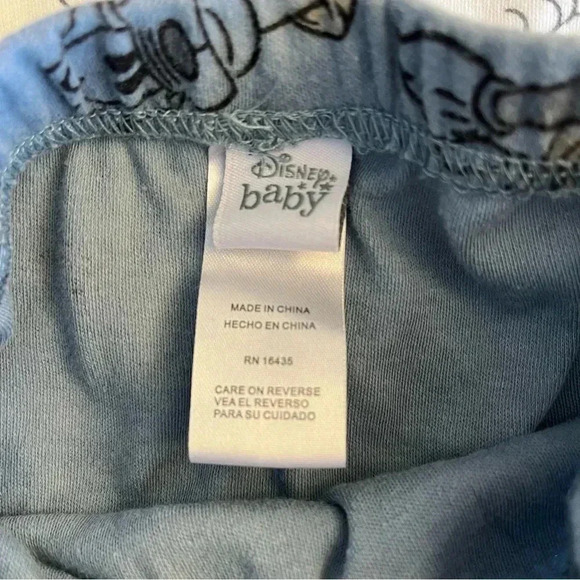 Disney
baby
MADE IN CHINA
HECHO EN CHINA
RN 16435
CARE ON REVERSE
VEA EL REVERSO
PARA SU CUIDADO